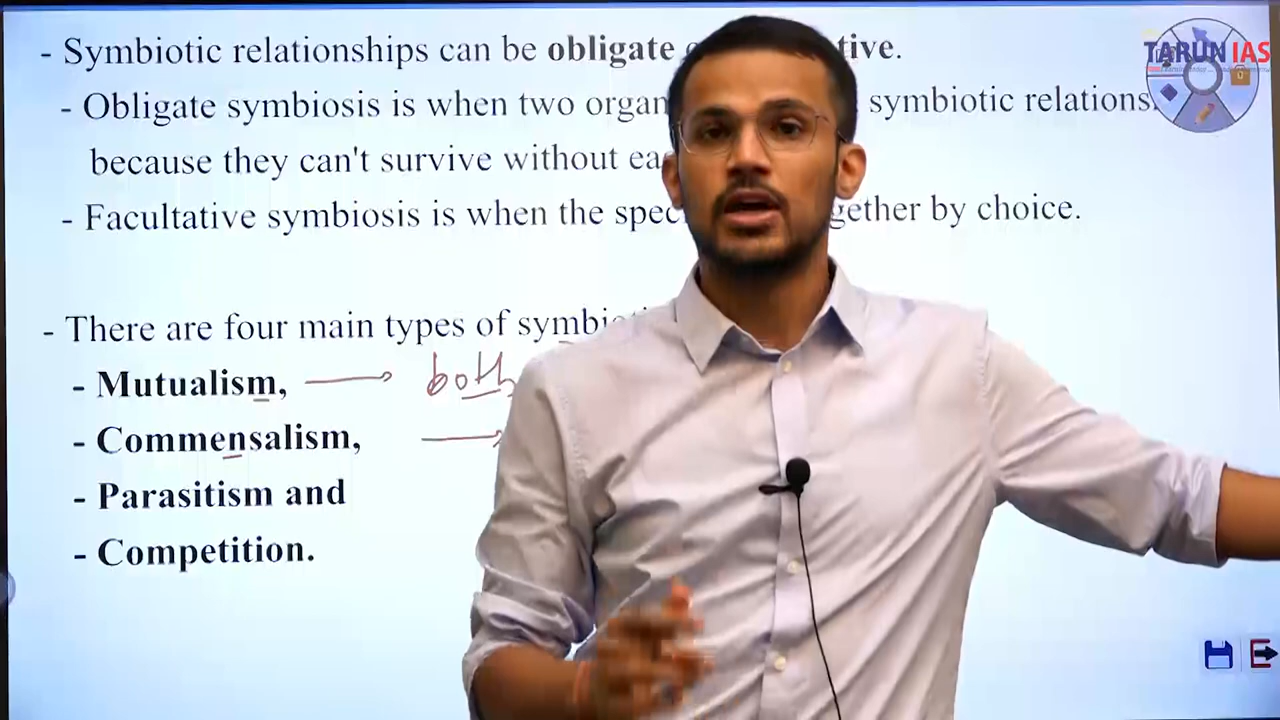 - Symbiotic relationships can be obligate tive.
TARUN IAS
- Obligate symbiosis is when two organ symbiotic relations
because they can't survive without ea
- Facultative symbiosis is when the spec gether by choice.
- There are four main types of symbi
- Mutualism, → both
- Commensalism, →
- Parasitism and
- Competition.